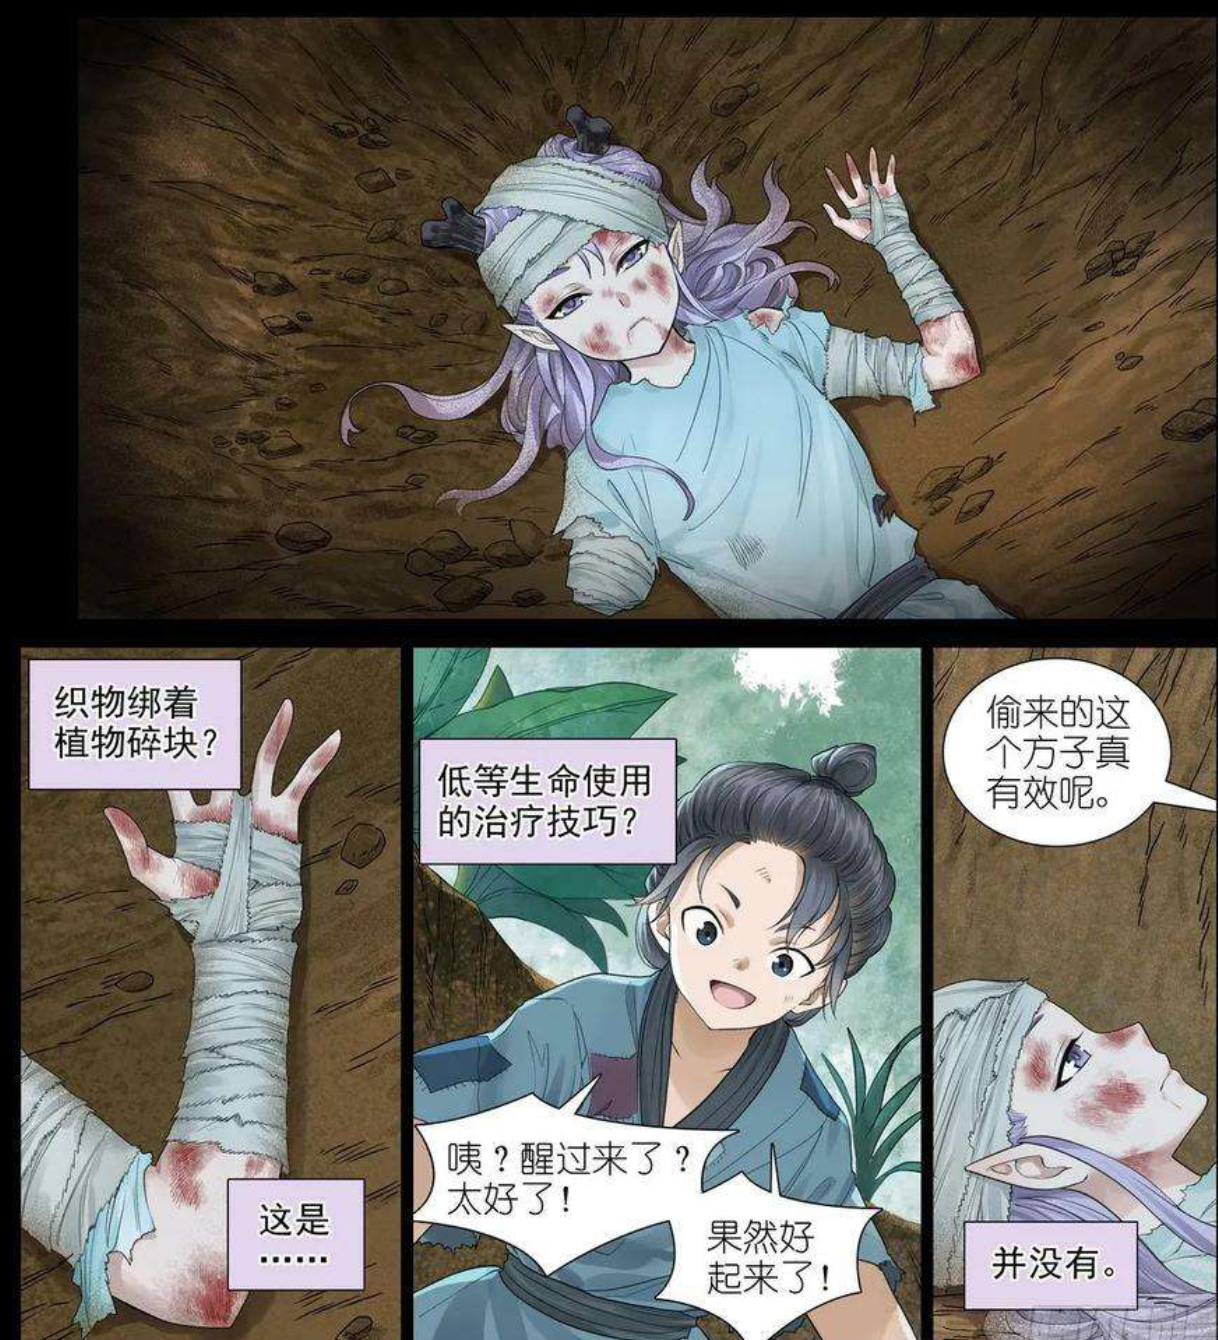 织物绑着
植物碎块？
这是
……
低等生命使用
的治疗技巧？
咦？醒过来了？
太好了！
果然好
起来了！
偷来的这
个方子真
有效呢。
并没有。